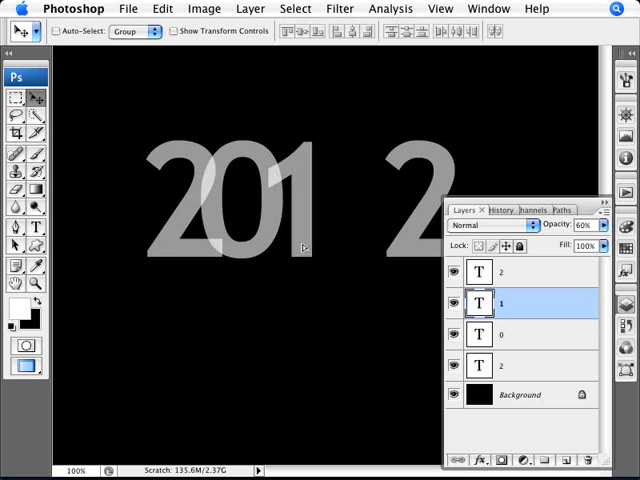 Photoshop File Edit Image Layer Select Filter Analysis View Window Help
Auto-Select: Group Show Transform Controls
Ps
201 2
Layers × History hannels Paths
Normal Opacity: 60%
Lock: Fill: 100%
T 2
T 1
T 0
T 2
Background
100% Scratch: 135.6M/2.37G